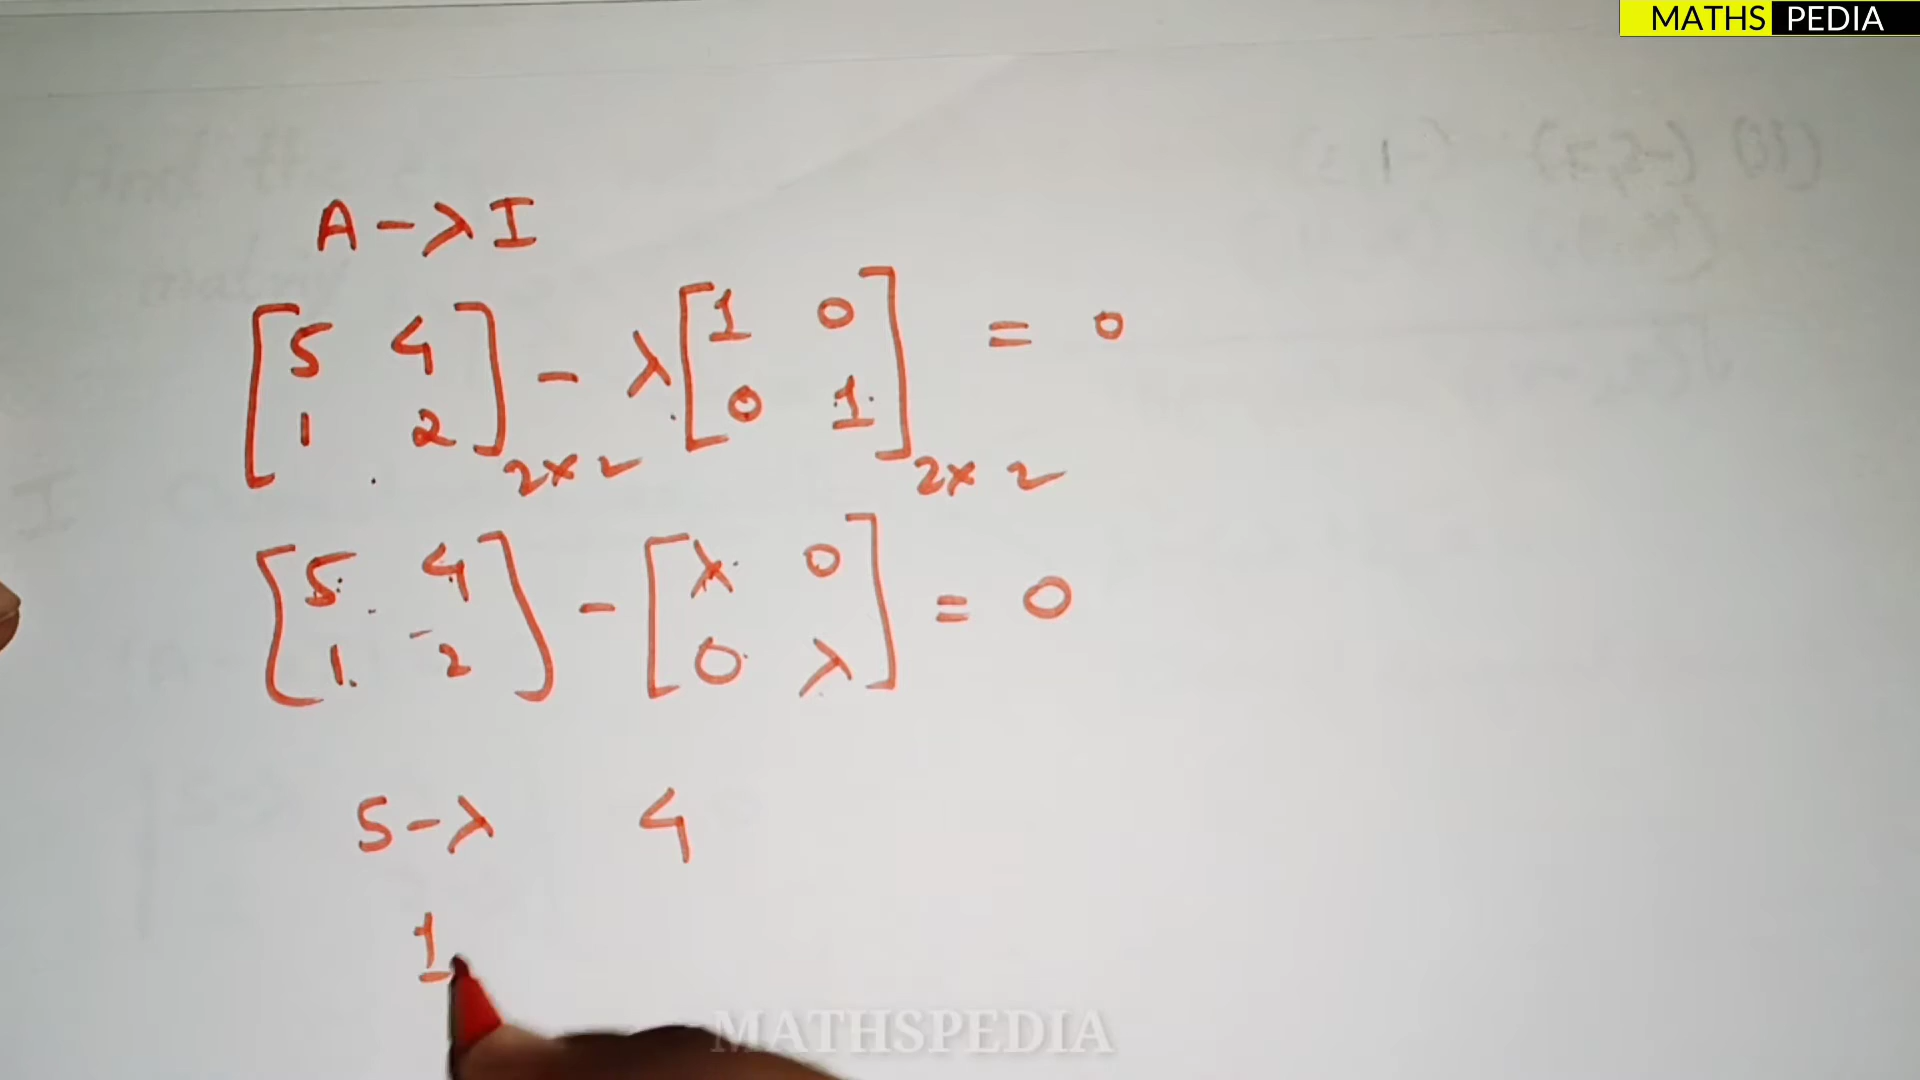 MATHS PEDIA
A - λ I
[5 4
1 2]2×2 - λ[1 0
0 1]2×2 = 0
[5 4
1 2] - [λ 0
0 λ] = 0
5-λ 4
1
MATHSPEDIA